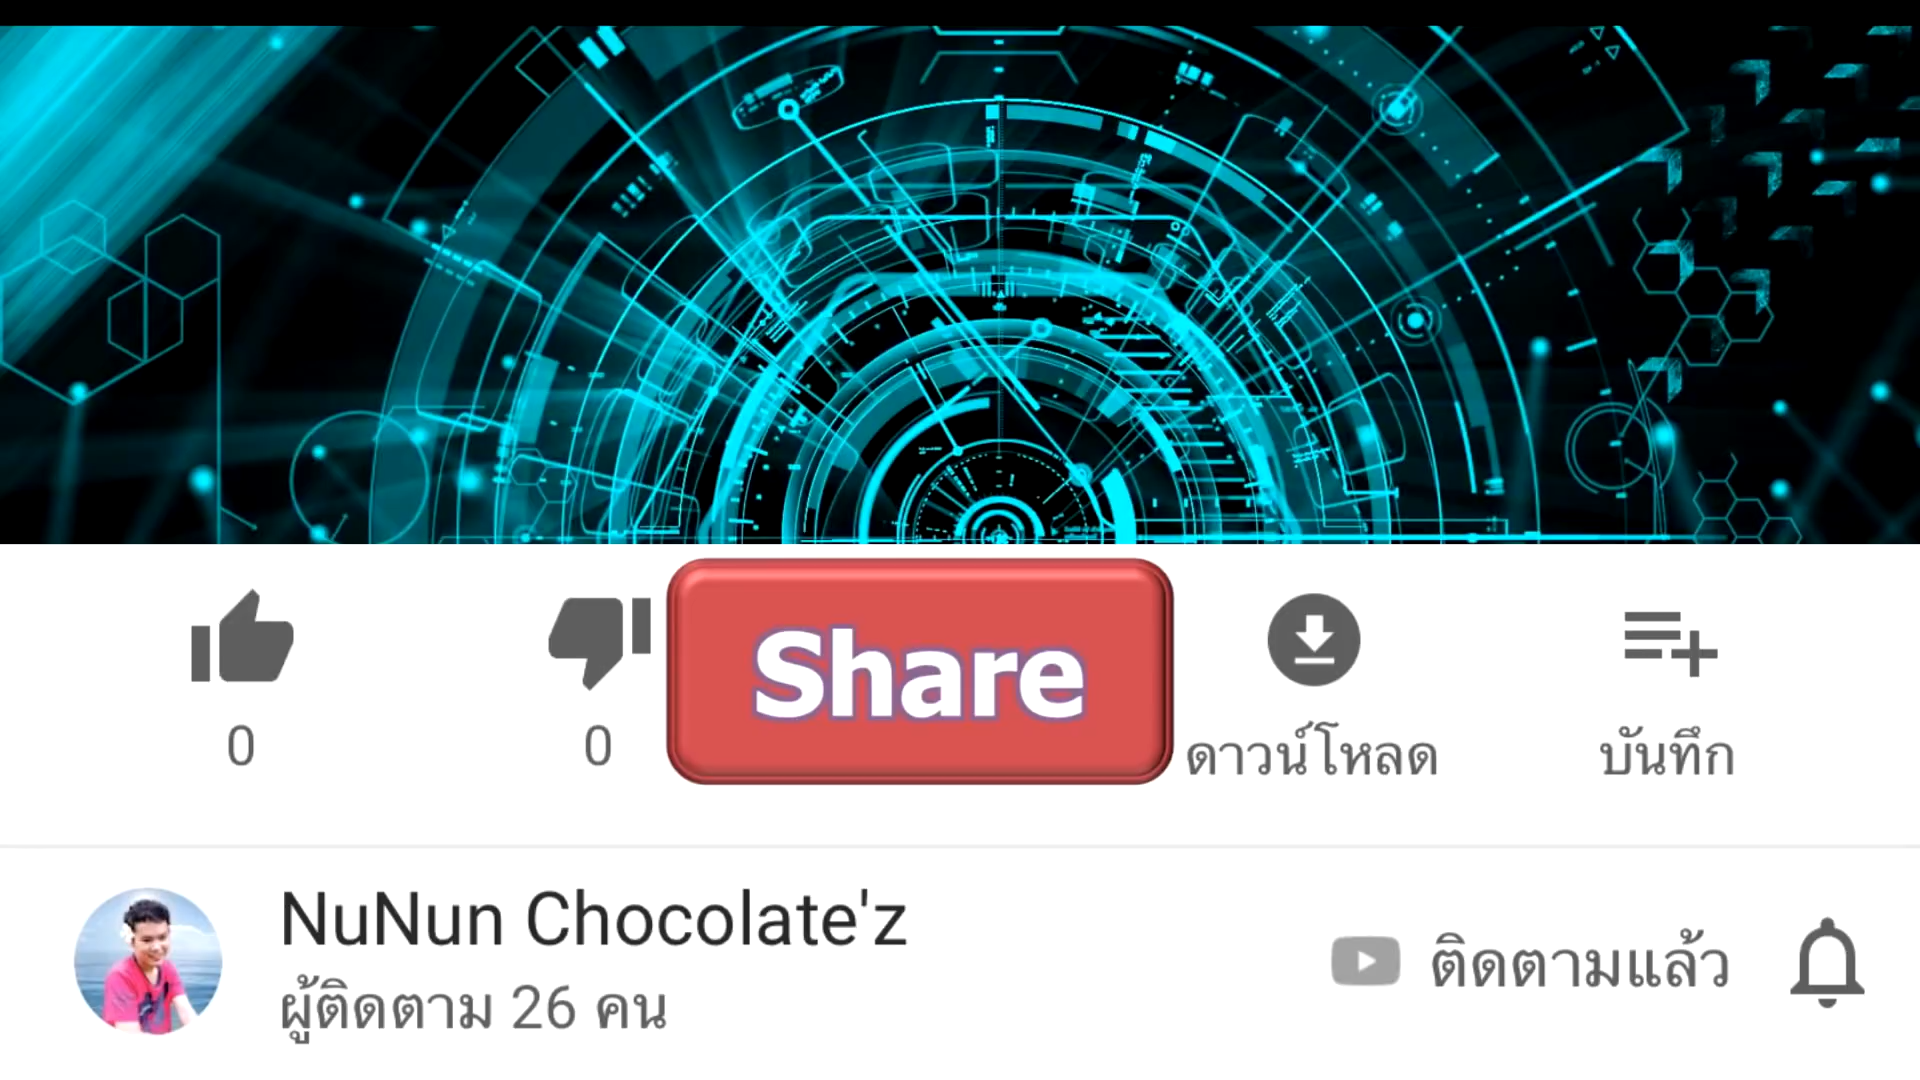 0
0
Share
ดาวน์โหลด
บันทึก
NuNun Chocolate'z
ผู้ติดตาม 26 คน
ติดตามแล้ว